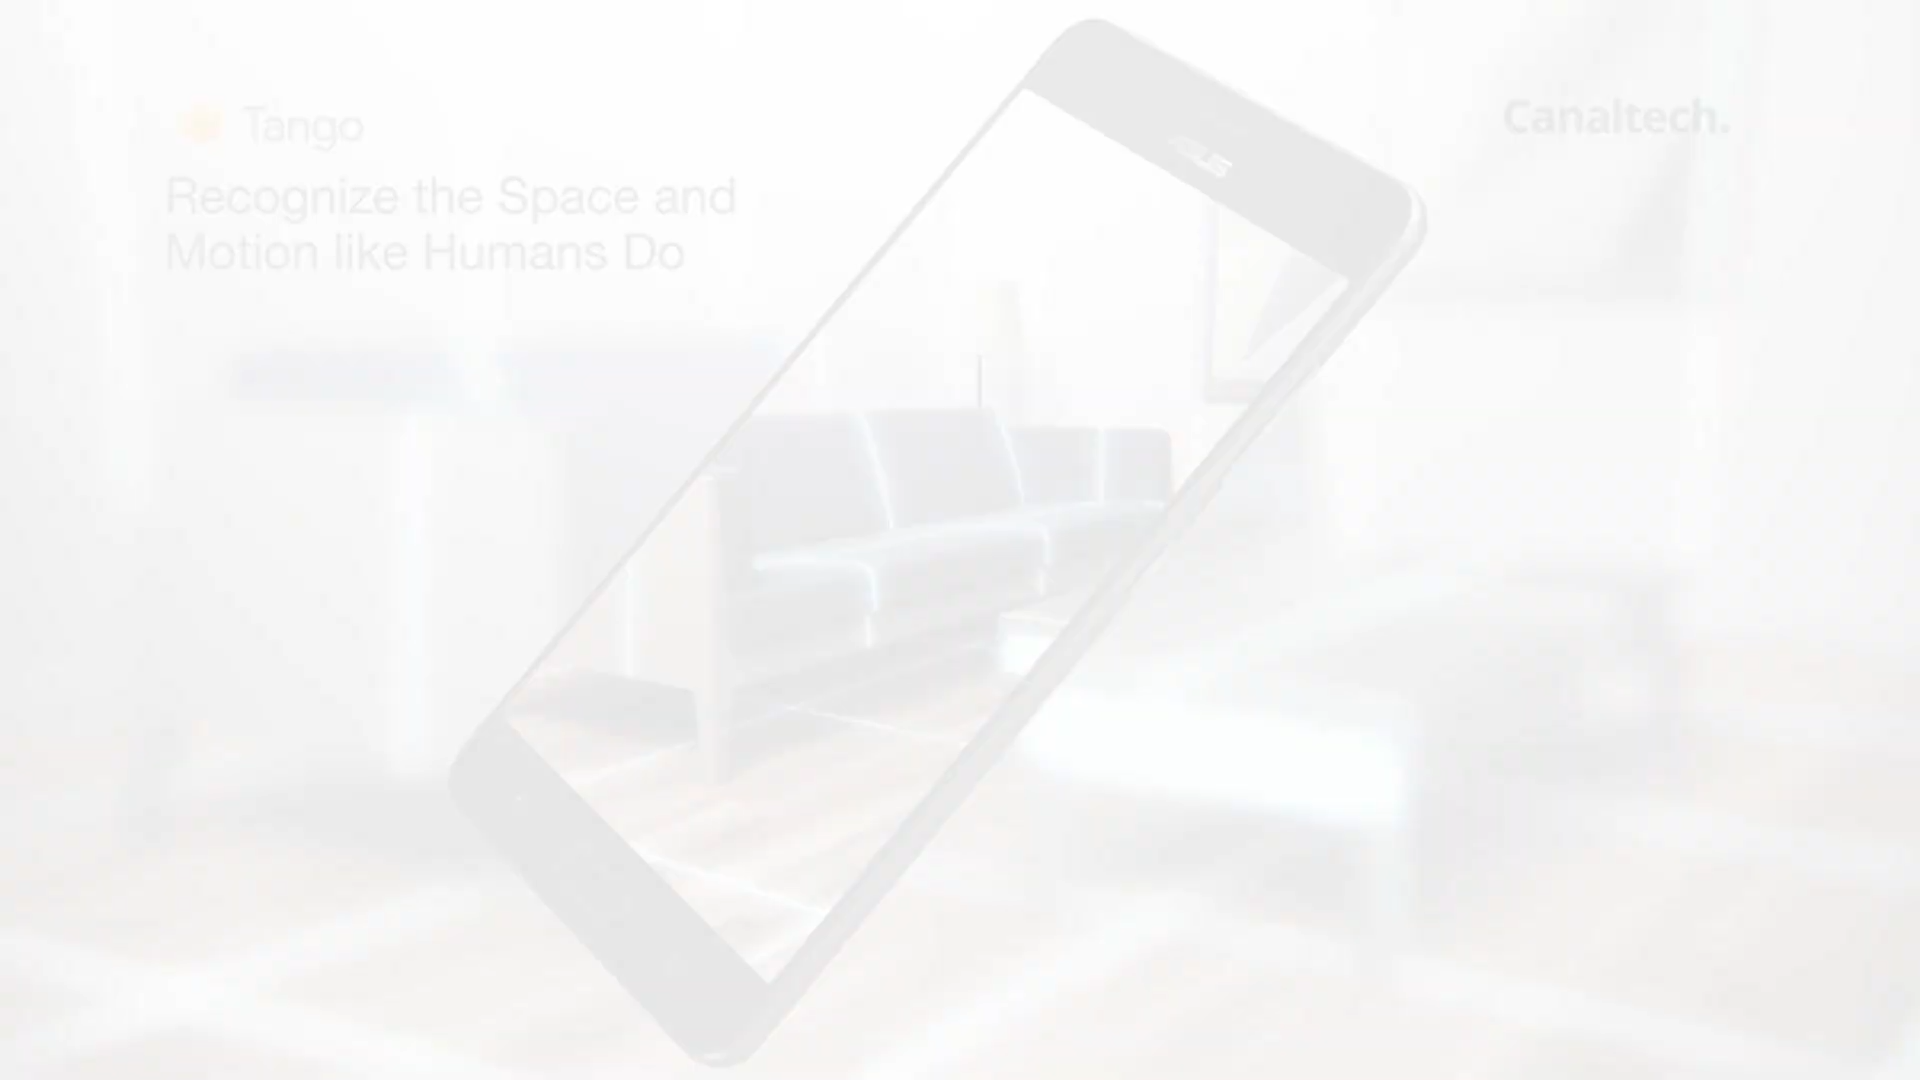 Tango
Canaltech.
Recognize the Space and
Motion like Humans Do
ASUS